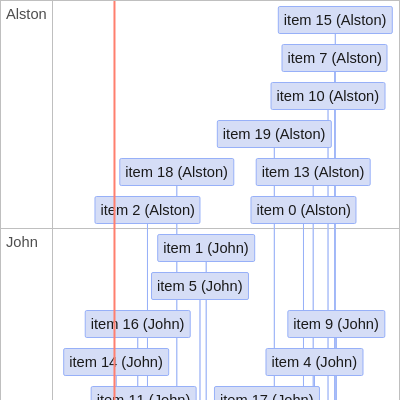 Alston
item 15 (Alston)
item 7 (Alston)
item 10 (Alston)
item 19 (Alston)
item 18 (Alston)
item 13 (Alston)
item 2 (Alston)
item 0 (Alston)
John
item 1 (John)
item 5 (John)
item 16 (John)
item 9 (John)
item 14 (John)
item 4 (John)
item 11 (John)
item 17 (John)